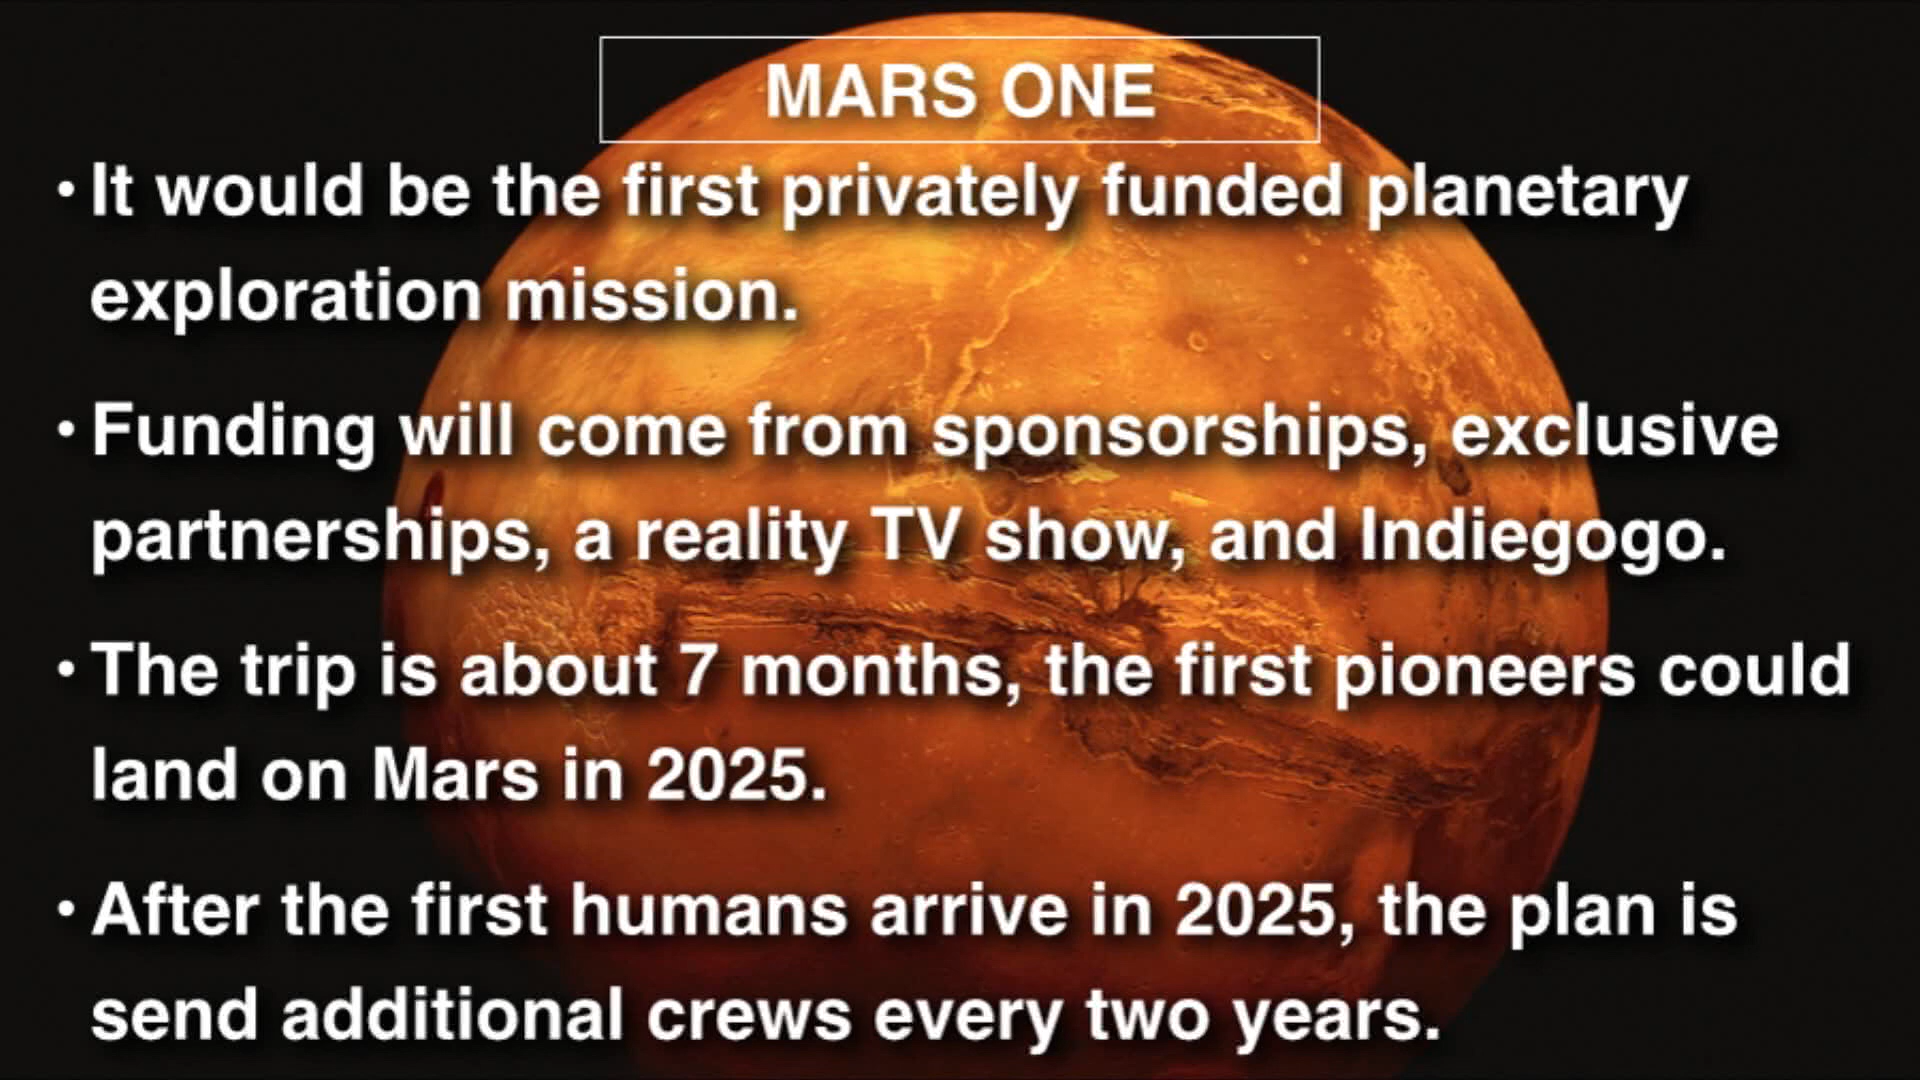 MARS ONE
• It would be the first privately funded planetary
exploration mission.
• Funding will come from sponsorships, exclusive
partnerships, a reality TV show, and Indiegogo.
• The trip is about 7 months, the first pioneers could
land on Mars in 2025.
• After the first humans arrive in 2025, the plan is
send additional crews every two years.